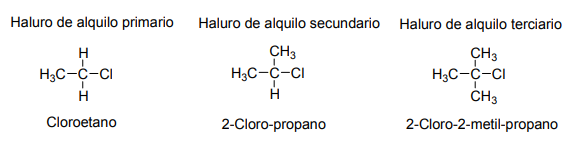 Haluro de alquilo primario
H
H₃C–C–Cl
H
Cloroetano
Haluro de alquilo secundario
CH₃
H₃C–C–Cl
H
2-Cloro-propano
Haluro de alquilo terciario
CH₃
H₃C–C–Cl
CH₃
2-Cloro-2-metil-propano